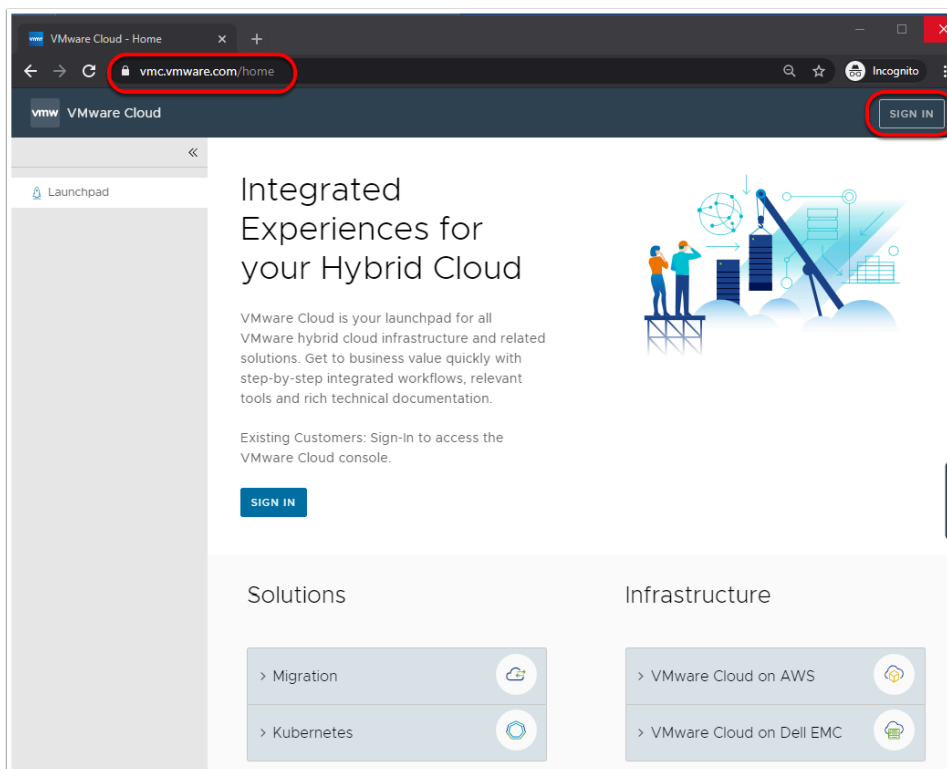 vmw VMware Cloud - Home
vmc.vmware.com/home
Incognito
vmw VMware Cloud
SIGN IN
Launchpad
Integrated
Experiences for
your Hybrid Cloud
VMware Cloud is your launchpad for all
VMware hybrid cloud infrastructure and related
solutions. Get to business value quickly with
step-by-step integrated workflows, relevant
tools and rich technical documentation.
Existing Customers: Sign-In to access the
VMware Cloud console.
SIGN IN
Solutions
Infrastructure
Migration
VMware Cloud on AWS
Kubernetes
VMware Cloud on Dell EMC